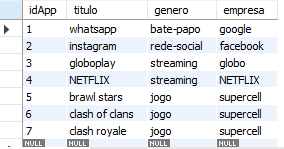 idApp titulo genero empresa
1 whatsapp bate-papo google
2 instagram rede-social facebook
3 globoplay streaming globo
4 NETFLIX streaming NETFLIX
5 brawl stars jogo supercell
6 clash of clans jogo supercell
7 clash royale jogo supercell
NULL NULL NULL NULL